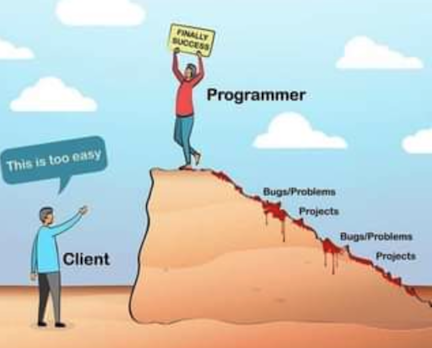 FINALLY
SUCCESS
Programmer
This is too easy
Bugs/Problems
Projects
Bugs/Problems
Client
Projects